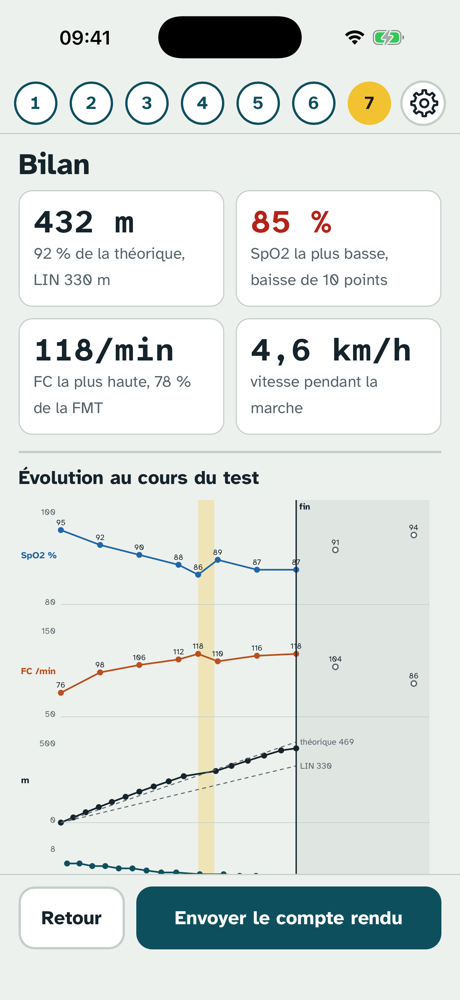 09:41
1 2 3 4 5 6 7
Bilan
432 m
92 % de la théorique,
LIN 330 m
85 %
SpO2 la plus basse,
baisse de 10 points
118/min
FC la plus haute, 78 %
de la FMT
4,6 km/h
vitesse pendant la
marche
Évolution au cours du test
fin
100
95 92 90 88 86 89 87 87 91 94
SpO2 %
80
150
76 98 106 112 118 110 116 118 104 86
FC /min
50
500
théorique 469
LIN 330
m
0
8
Retour
Envoyer le compte rendu